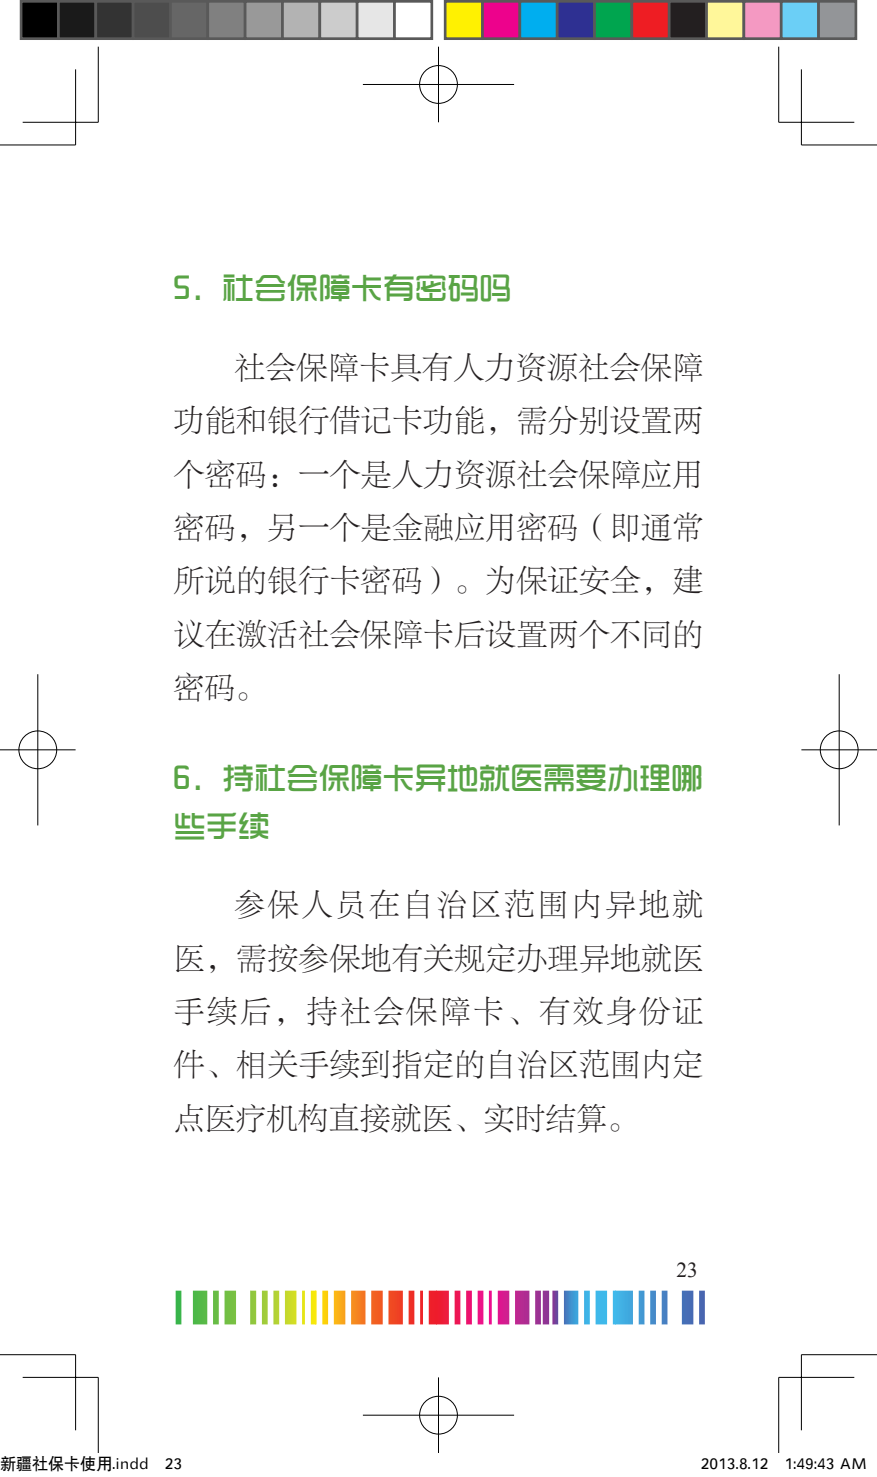 5. 社会保障卡有密码吗
社会保障卡具有人力资源社会保障
功能和银行借记卡功能，需分别设置两
个密码：一个是人力资源社会保障应用
密码，另一个是金融应用密码（即通常
所说的银行卡密码）。为保证安全，建
议在激活社会保障卡后设置两个不同的
密码。
6. 持社会保障卡异地就医需要办理哪
些手续
参保人员在自治区范围内异地就
医，需按参保地有关规定办理异地就医
手续后，持社会保障卡、有效身份证
件、相关手续到指定的自治区范围内定
点医疗机构直接就医、实时结算。
23
新疆社保卡使用.indd 23 2013.8.12 1:49:43 AM